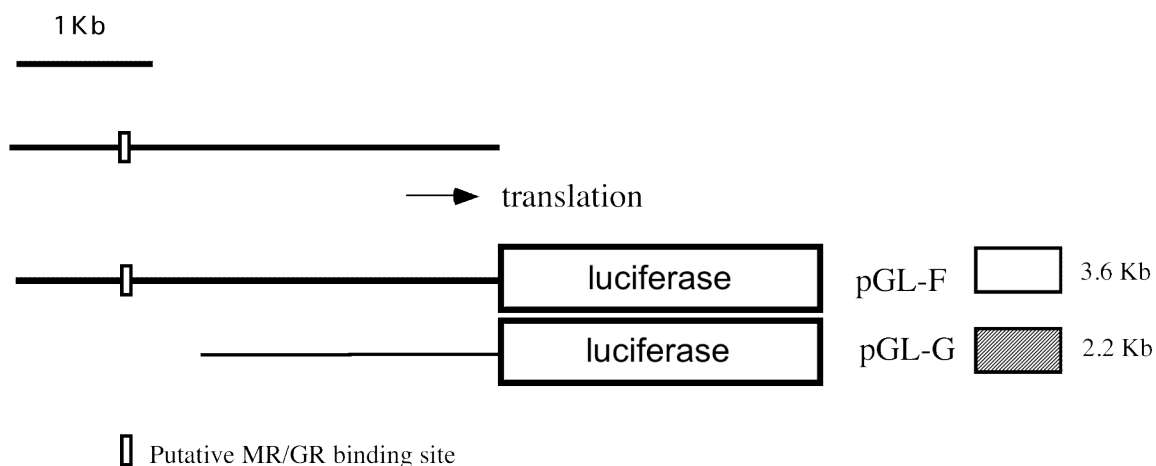 1Kb
translation
luciferase pGL-F 3.6 Kb
luciferase pGL-G 2.2 Kb
Putative MR/GR binding site